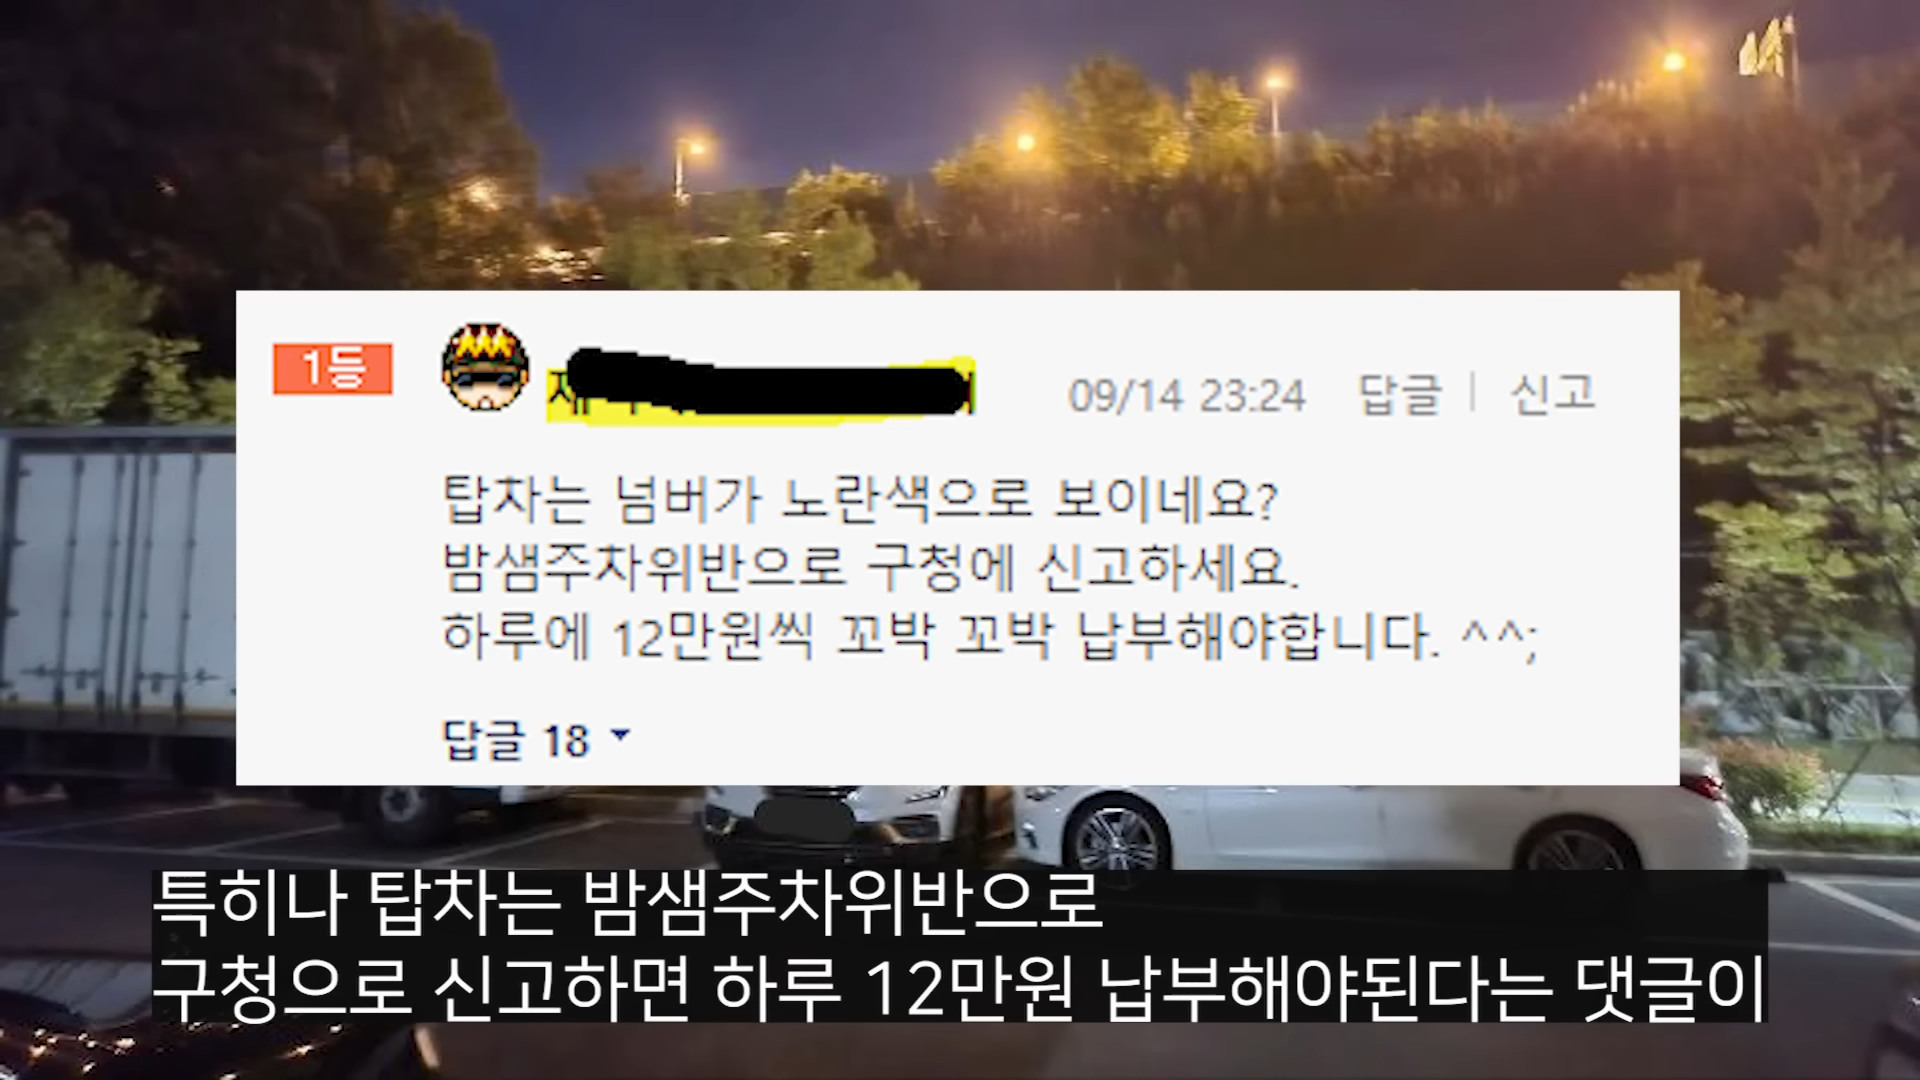 1등
09/14 23:24 답글 | 신고
탑차는 넘버가 노란색으로 보이네요?
밤샘주차위반으로 구청에 신고하세요.
하루에 12만원씩 꼬박 꼬박 납부해야합니다. ^^;
답글 18
특히나 탑차는 밤샘주차위반으로
구청으로 신고하면 하루 12만원 납부해야된다는 댓글이